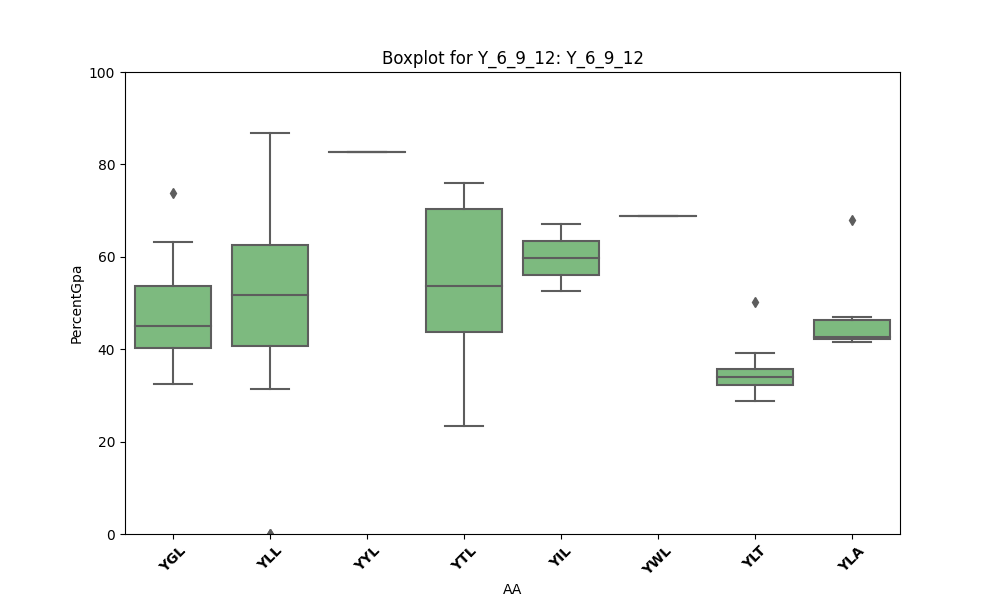 Boxplot for Y_6_9_12: Y_6_9_12
100
80
60
40
20
0
PercentGpa
YGL
YLL
YYL
YTL
YIL
YWL
YLT
YLA
AA